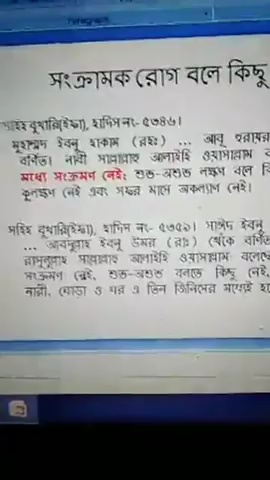 সংক্রামক রোগ বলে কিছু
সহিহ বুখারি(ইফা), হাদিস নং- ৫৩৪৬।
মুহাম্মদ ইবনু হাকাম (রহঃ) ... আবূ হুরায়রা
বর্ণিত। নাবী সাল্লাল্লাহু আলাইহি ওয়াসাল্লাম
মধ্যে সংক্রমণ নেই; শুভ-অশুভ লক্ষণ বলে
কুলক্ষণ নেই এবং সফর মাসে অকল্যাণ নেই।
সহিহ বুখারি(ইফা), হাদিস নং- ৫৩৫১। সাঈদ ইবনু
... আবদুল্লাহ ইবনু উমর (রাঃ) থেকে বর্ণিত
রাসূলুল্লাহ সাল্লাল্লাহু আলাইহি ওয়াসাল্লাম বলেছে
সংক্রমণ নেই, শুভ-অশুভ বলতে কিছু নেই,
নারী, ঘোড়া ও ঘর এ তিন জিনিসের মধ্যেই